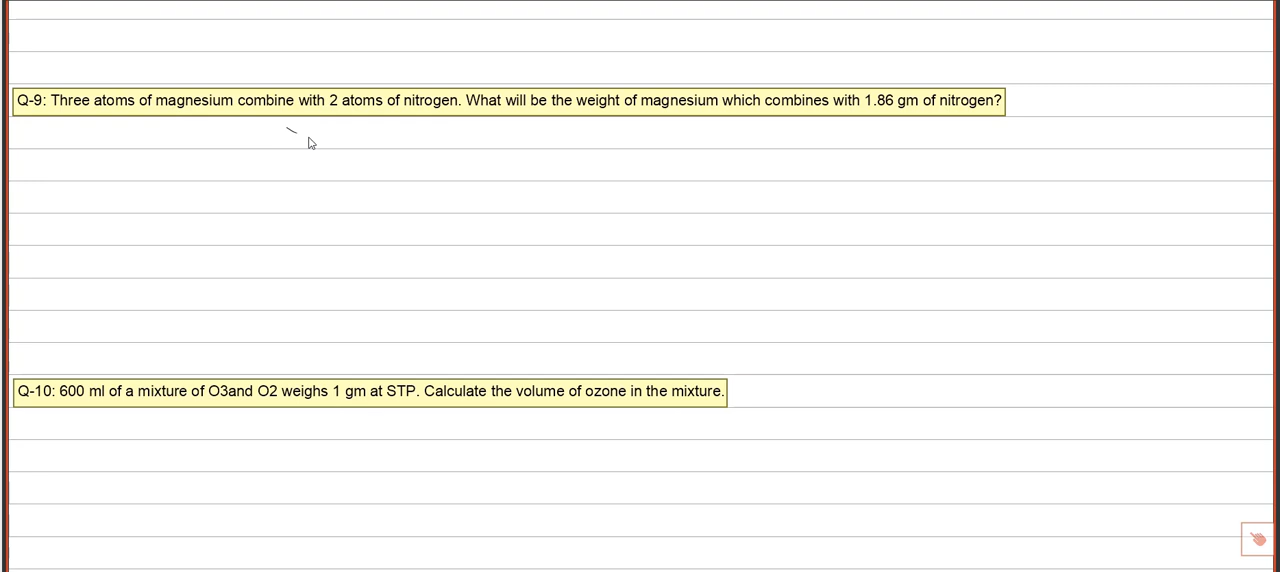 Q-9: Three atoms of magnesium combine with 2 atoms of nitrogen. What will be the weight of magnesium which combines with 1.86 gm of nitrogen?
Q-10: 600 ml of a mixture of O3and O2 weighs 1 gm at STP. Calculate the volume of ozone in the mixture.